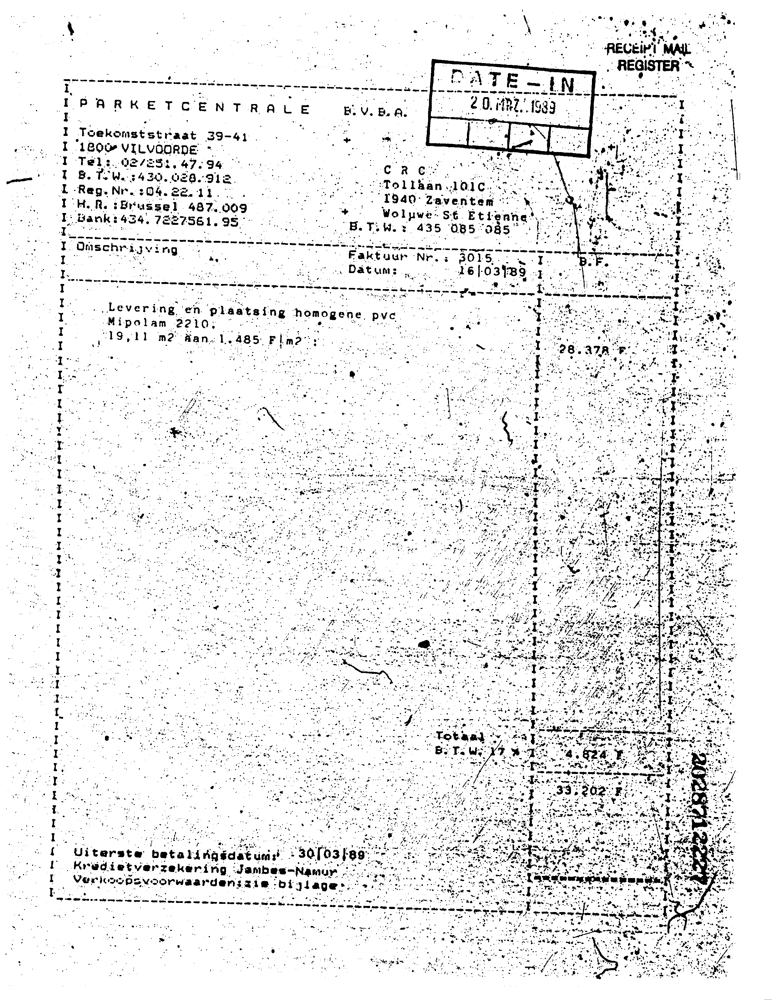 RECEIPT MAIL
REGISTER
DATE-IN
20. MRZ. 1989
PARKETCENTRALE B.V.B.A.
Toekomststraat 39-41
1800 VILVOORDE
Tel: 02/251.47.94
B.T.W.:430.028.912
Reg.Nr.:04.22.11
H.R.:Brussel 487.009
Bank:434.7227561.95
C R C
Tollaan 101C
1940 Zaventem
Woluwe St Etienne
B.T.W.: 435 085 085
Omschrijving
Faktuur Nr.: 3015
Datum: 16|03|89
B.F.
Levering en plaatsing homogene pvc
Mipolam 2210.
19,11 m2 aan 1.485 F|m2 :
28.378 F
Totaal
B.T.W. 17 %
4.824 F
33.202 F
Uiterste betalingsdatum: 30|03|89
Kredietverzekering Jambes-Namur
Verkoopsvoorwaarden:zie bijlage.